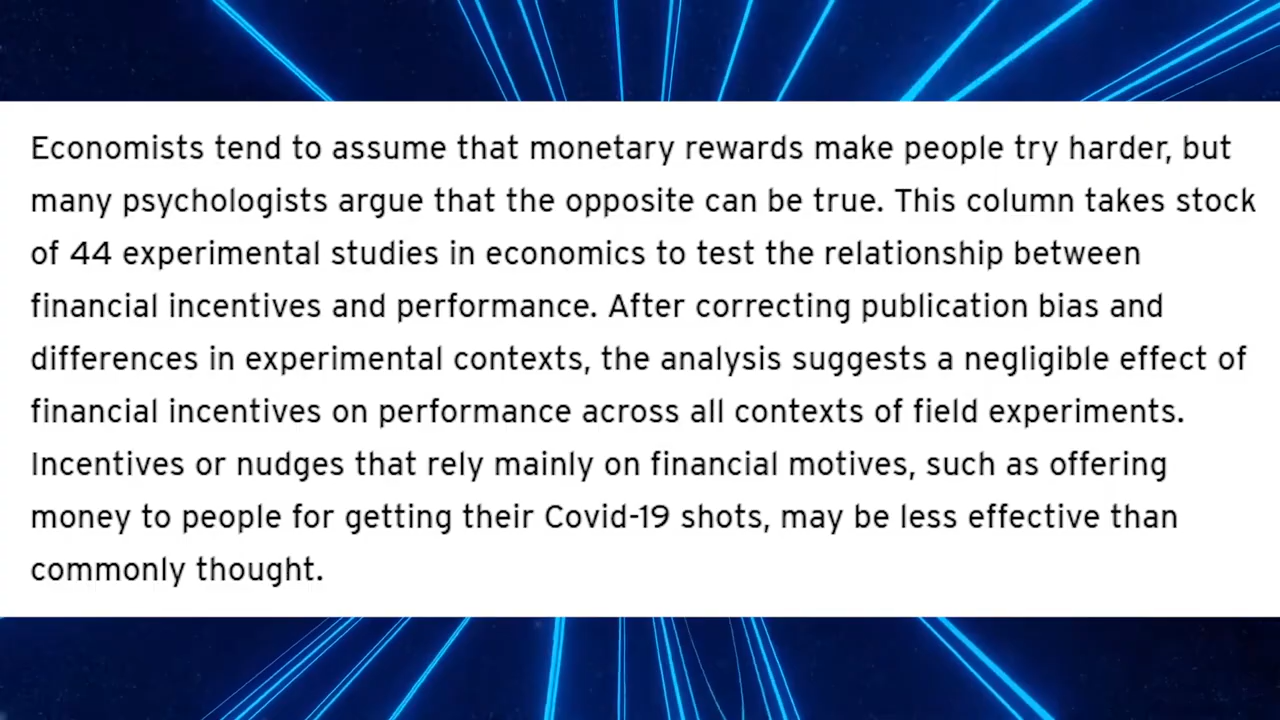 Economists tend to assume that monetary rewards make people try harder, but
many psychologists argue that the opposite can be true. This column takes stock
of 44 experimental studies in economics to test the relationship between
financial incentives and performance. After correcting publication bias and
differences in experimental contexts, the analysis suggests a negligible effect of
financial incentives on performance across all contexts of field experiments.
Incentives or nudges that rely mainly on financial motives, such as offering
money to people for getting their Covid-19 shots, may be less effective than
commonly thought.